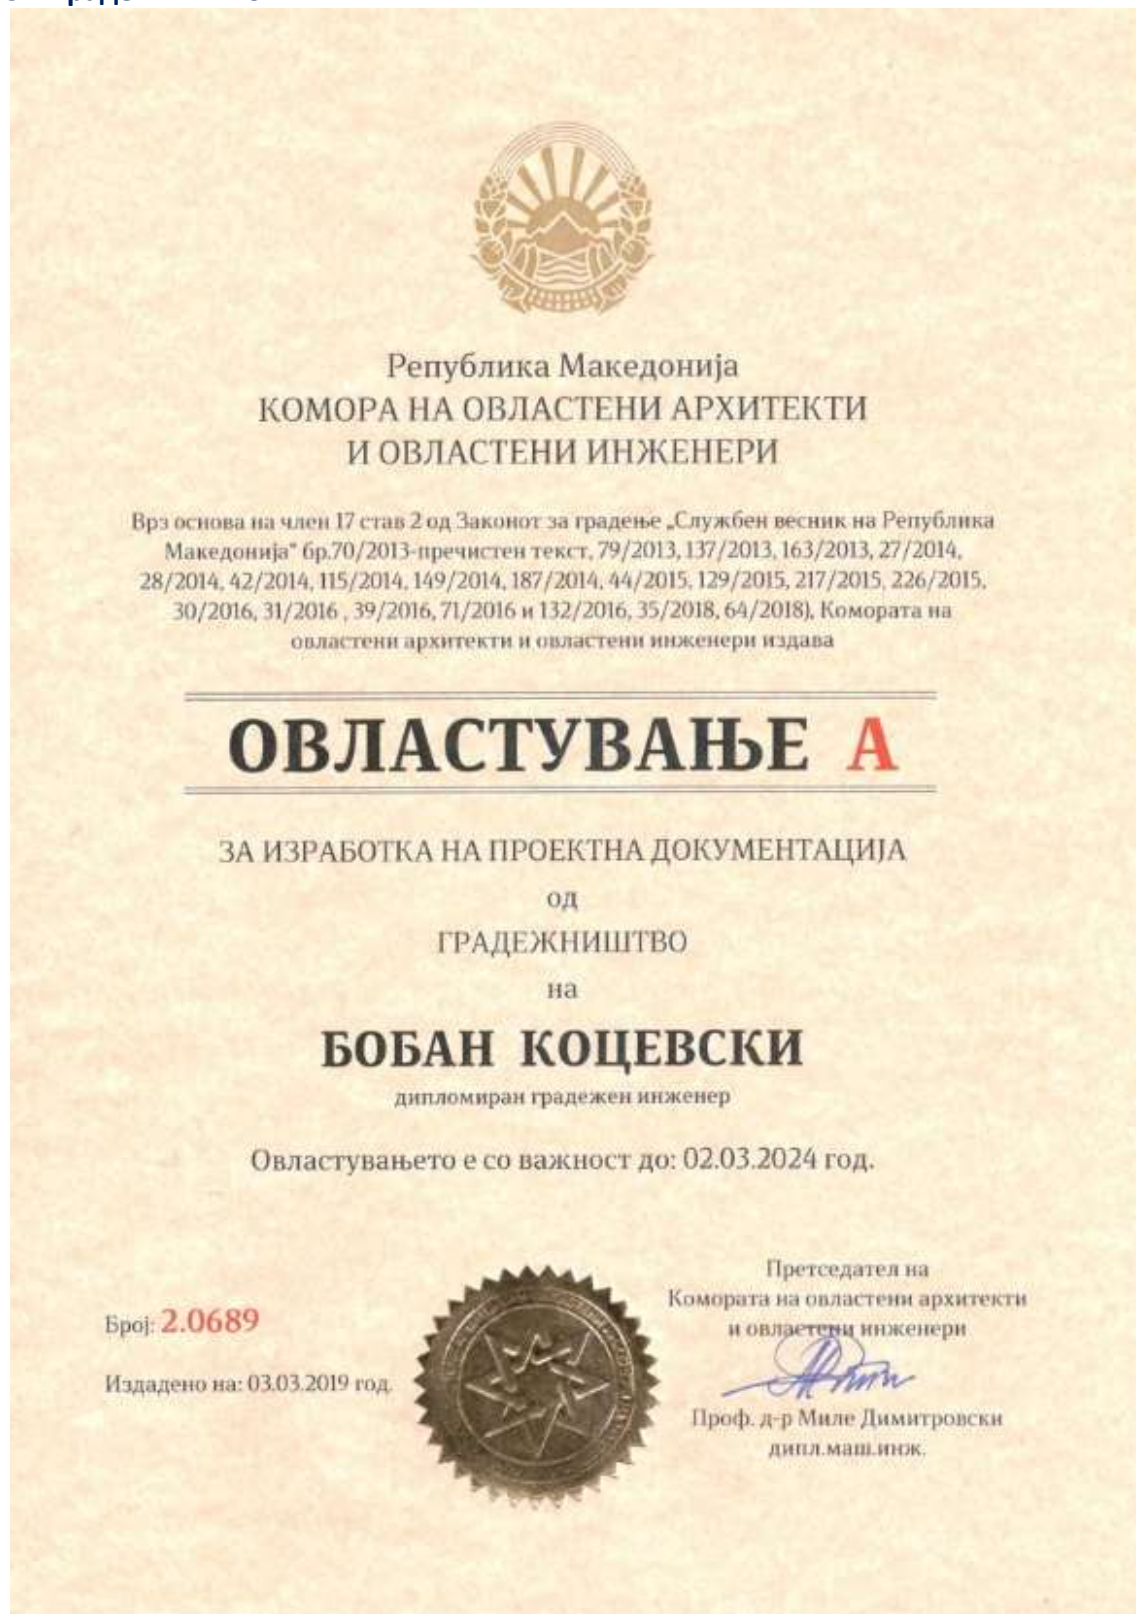 Република Македонија
КОМОРА НА ОВЛАСТЕНИ АРХИТЕКТИ
И ОВЛАСТЕНИ ИНЖЕНЕРИ
Врз основа на член 17 став 2 од Законот за градење „Службен весник на Република
Македонија“ бр.70/2013-пречистен текст, 79/2013, 137/2013, 163/2013, 27/2014,
28/2014, 42/2014, 115/2014, 149/2014, 187/2014, 44/2015, 129/2015, 217/2015, 226/2015,
30/2016, 31/2016 , 39/2016, 71/2016 и 132/2016, 35/2018, 64/2018), Комората на
овластени архитекти и овластени инженери издава
ОВЛАСТУВАЊЕ А
ЗА ИЗРАБОТКА НА ПРОЕКТНА ДОКУМЕНТАЦИЈА
од
ГРАДЕЖНИШТВО
на
БОБАН КОЦЕВСКИ
дипломиран градежен инженер
Овластувањето е со важност до: 02.03.2024 год.
Број: 2.0689
Издадено на: 03.03.2019 год.
Претседател на
Комората на овластени архитекти
и овластени инженери
Проф. д-р Миле Димитровски
дипл.маш.инж.